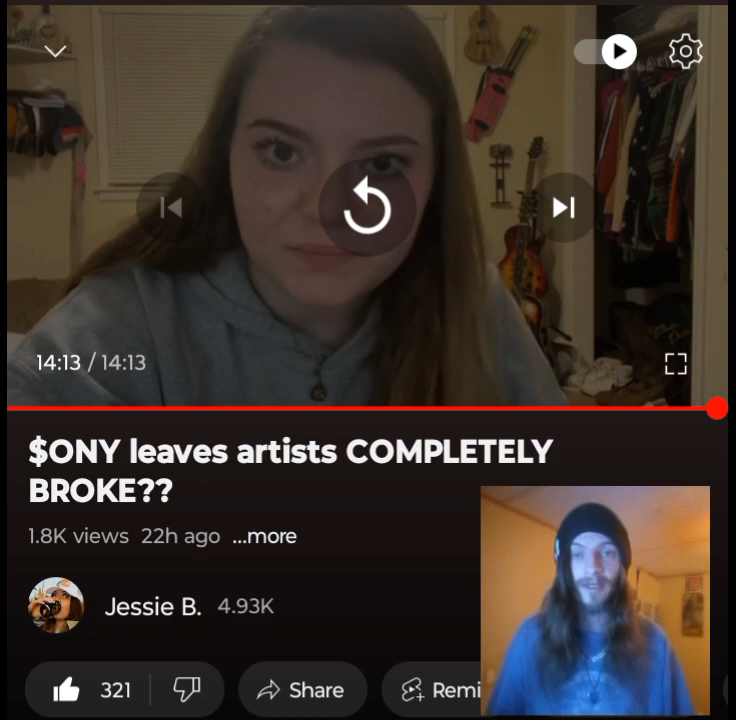 14:13 / 14:13
$ONY leaves artists COMPLETELY
BROKE??
1.8K views 22h ago ...more
Jessie B. 4.93K
321 Share Remi